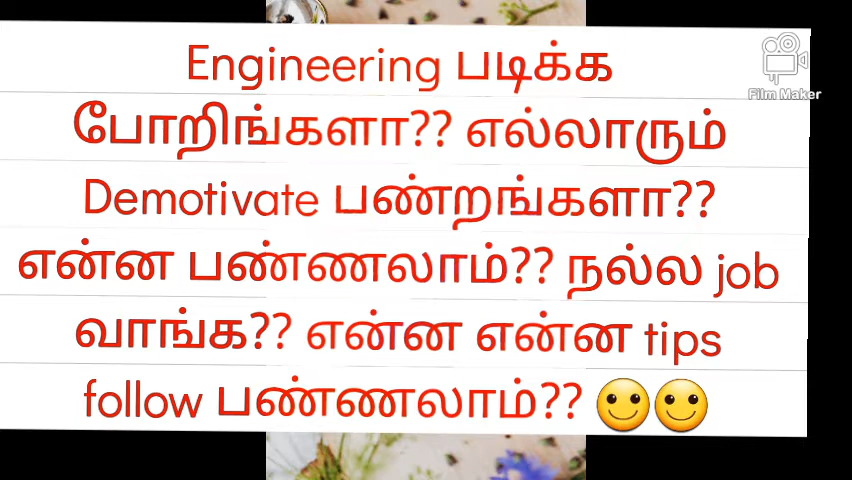 Engineering படிக்க
போறிங்களா?? எல்லாரும்
Demotivate பண்றங்களா??
என்ன பண்ணலாம்?? நல்ல job
வாங்க?? என்ன என்ன tips
follow பண்ணலாம்?? 🙂🙂
Film Maker